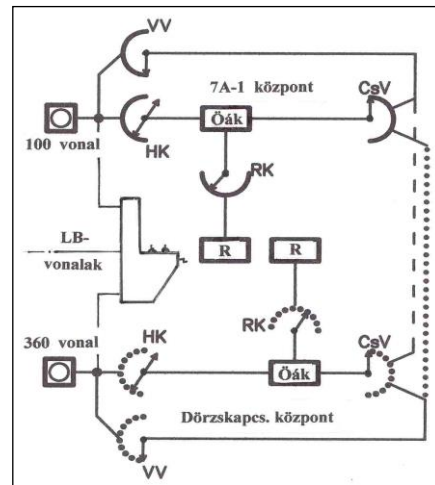 VV
7A-1 központ
CsV
Öák
100 vonal
HK
RK
LB-
vonalak
R
R
360 vonal
HK
RK
CsV
Öák
Dörzskapcs. központ
VV